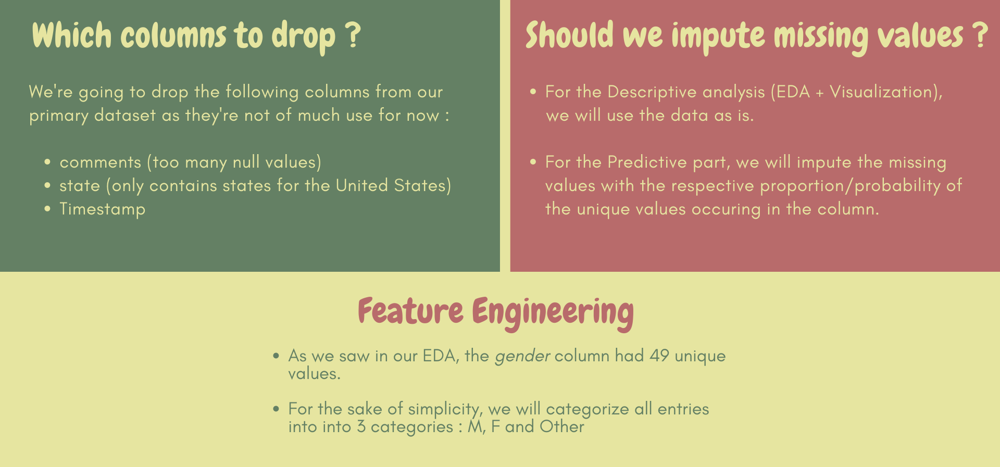 Which columns to drop ?
We're going to drop the following columns from our
primary dataset as they're not of much use for now :
• comments (too many null values)
• state (only contains states for the United States)
• Timestamp
Should we impute missing values ?
• For the Descriptive analysis (EDA + Visualization),
we will use the data as is.
• For the Predictive part, we will impute the missing
values with the respective proportion/probability of
the unique values occuring in the column.
Feature Engineering
• As we saw in our EDA, the gender column had 49 unique
values.
• For the sake of simplicity, we will categorize all entries
into into 3 categories : M, F and Other